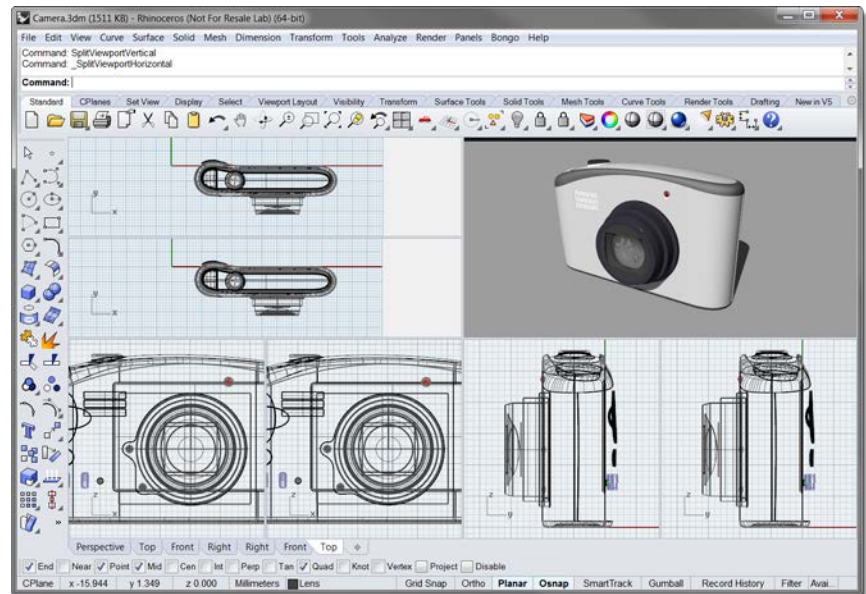 Camera.3dm (1511 KB) - Rhinoceros (Not For Resale Lab) (64-bit)
File Edit View Curve Surface Solid Mesh Dimension Transform Tools Analyze Render Panels Bongo Help
Command: SplitViewportVertical
Command: _SplitViewportHorizontal
Command:
Standard CPlanes Set View Display Select Viewport Layout Visibility Transform Surface Tools Solid Tools Mesh Tools Curve Tools Render Tools Drafting New in V5
y
x
y
x
z
x
z
x
z
y
z
y
Perspective Top Front Right Right Front Top
End Near Point Mid Cen Int Perp Tan Quad Knot Vertex Project Disable
CPlane x -15.944 y 1.349 z 0.000 Millimeters Lens Grid Snap Ortho Planar Osnap SmartTrack Gumball Record History Filter Avai...